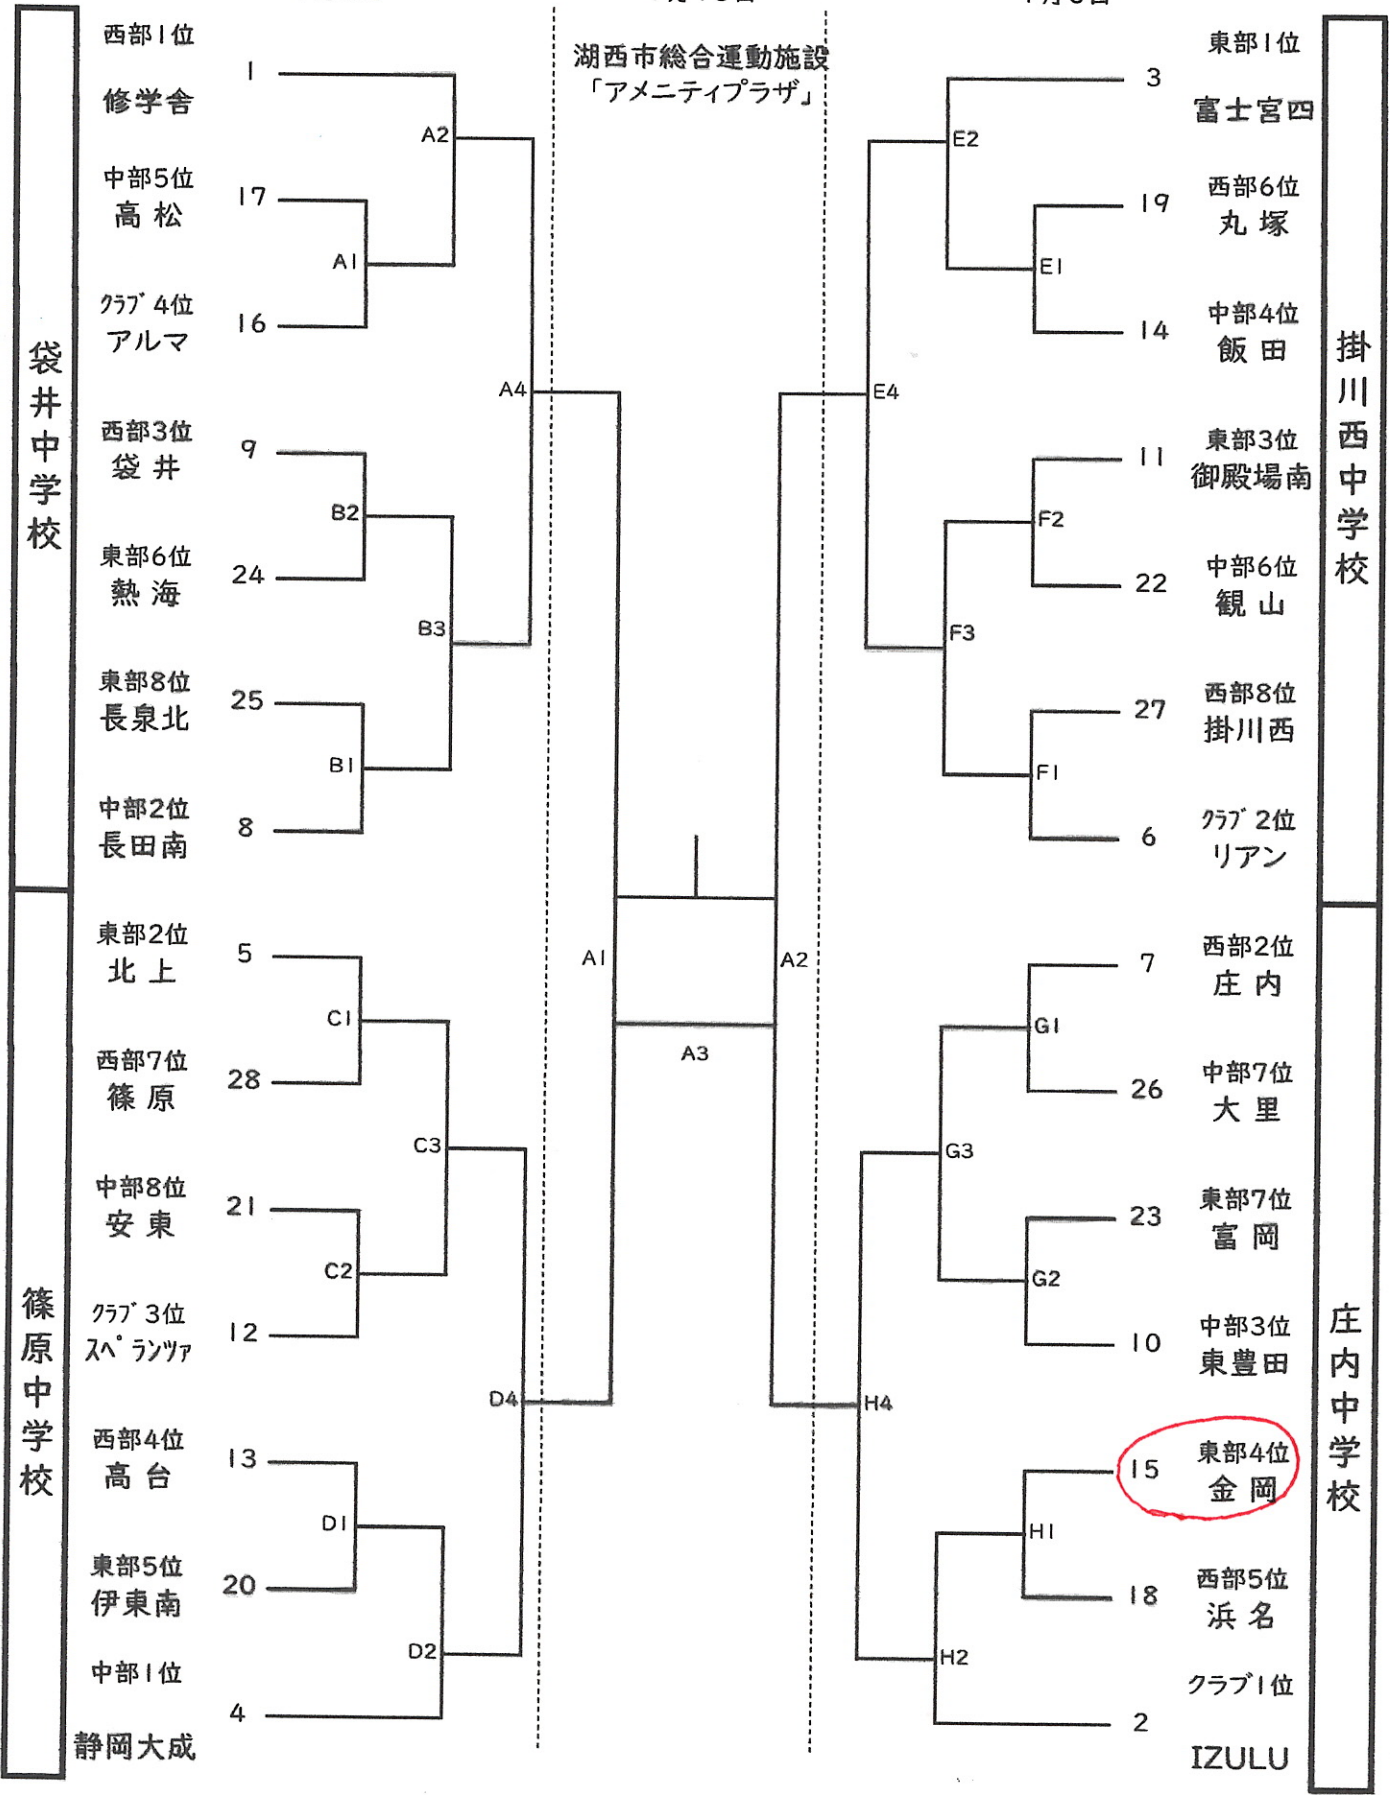 湖西市総合運動施設
「アメニティプラザ」
袋井中学校
西部1位
1
修学舎
A2
中部5位
17
高松
A1
クラブ4位
16
アルマ
A4
西部3位
9
袋井
B2
東部6位
24
熱海
B3
東部8位
25
長泉北
B1
中部2位
8
長田南
篠原中学校
東部2位
5
北上
C1
西部7位
28
篠原
C3
中部8位
21
安東
C2
クラブ3位
12
スペランツァ
D4
西部4位
13
高台
D1
東部5位
20
伊東南
D2
中部1位
4
静岡大成
A1
A2
A3
掛川西中学校
東部1位
3
富士宮四
E2
西部6位
19
丸塚
E1
中部4位
14
飯田
E4
東部3位
11
御殿場南
F2
中部6位
22
観山
F3
西部8位
27
掛川西
F1
クラブ2位
6
リアン
庄内中学校
西部2位
7
庄内
G1
中部7位
26
大里
G3
東部7位
23
富岡
G2
中部3位
10
東豊田
H4
東部4位
15
金岡
H1
西部5位
18
浜名
H2
クラブ1位
2
IZULU